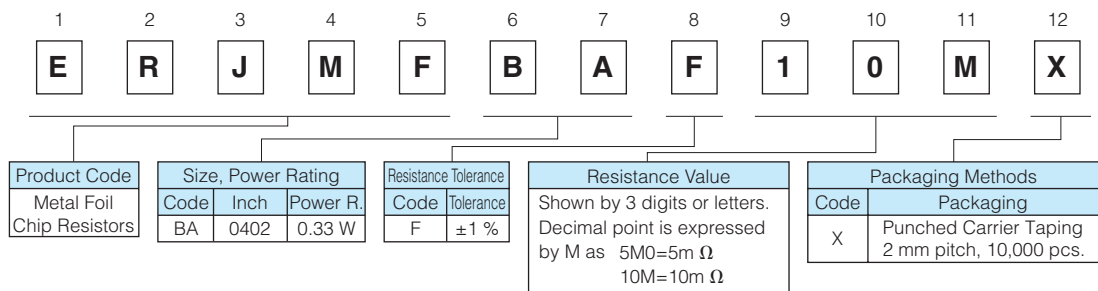 1 2 3 4 5 6 7 8 9 10 11 12
E R J M F B A F 1 0 M X
Product Code
Metal Foil
Chip Resistors
Size, Power Rating
Code Inch Power R.
BA 0402 0.33 W
Resistance Tolerance
Code Tolerance
F ±1 %
Resistance Value
Shown by 3 digits or letters.
Decimal point is expressed
by M as 5M0=5m Ω
10M=10m Ω
Packaging Methods
Code Packaging
X Punched Carrier Taping
2 mm pitch, 10,000 pcs.